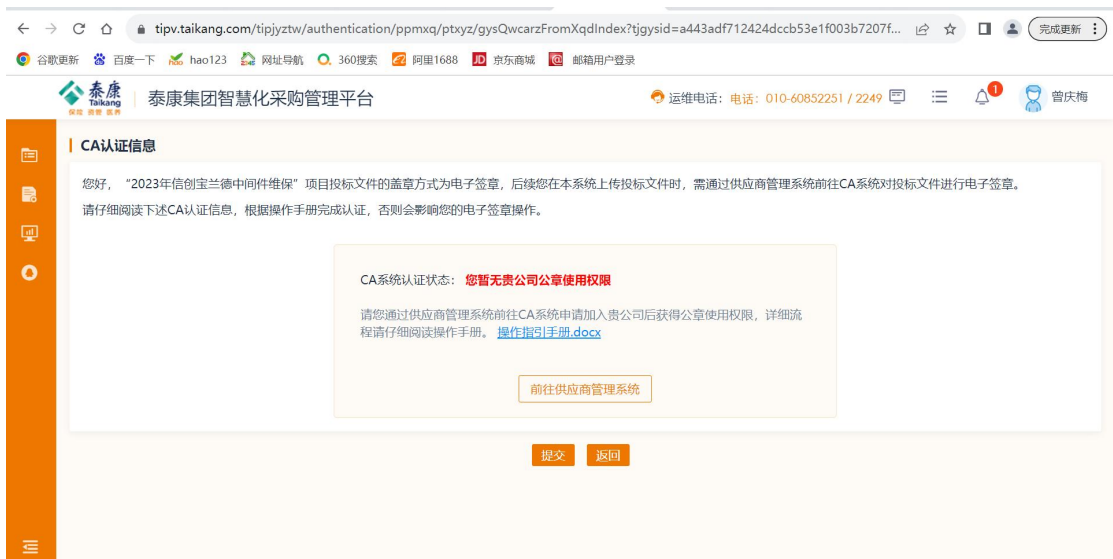 tipv.taikang.com/tipjyztw/authentication/ppmxq/ptxyz/gysQwcarzFromXqdIndex?tjgysid=a443adf712424dccb53e1f003b7207f... 完成更新
谷歌更新 百度一下 hao hao123 网址导航 360搜索 阿里1688 JD 京东商城 @ 邮箱用户登录
泰康 Taikang 保险 资管 医养 泰康集团智慧化采购管理平台 运维电话：电话：010-60852251 / 2249 1 曾庆梅
CA认证信息
您好，“2023年信创宝兰德中间件维保”项目投标文件的盖章方式为电子签章，后续您在本系统上传投标文件时，需通过供应商管理系统前往CA系统对投标文件进行电子签章。
请仔细阅读下述CA认证信息，根据操作手册完成认证，否则会影响您的电子签章操作。
CA系统认证状态：您暂无贵公司公章使用权限
请您通过供应商管理系统前往CA系统申请加入贵公司后获得公章使用权限，详细流
程请仔细阅读操作手册。 操作指引手册.docx
前往供应商管理系统
提交 返回